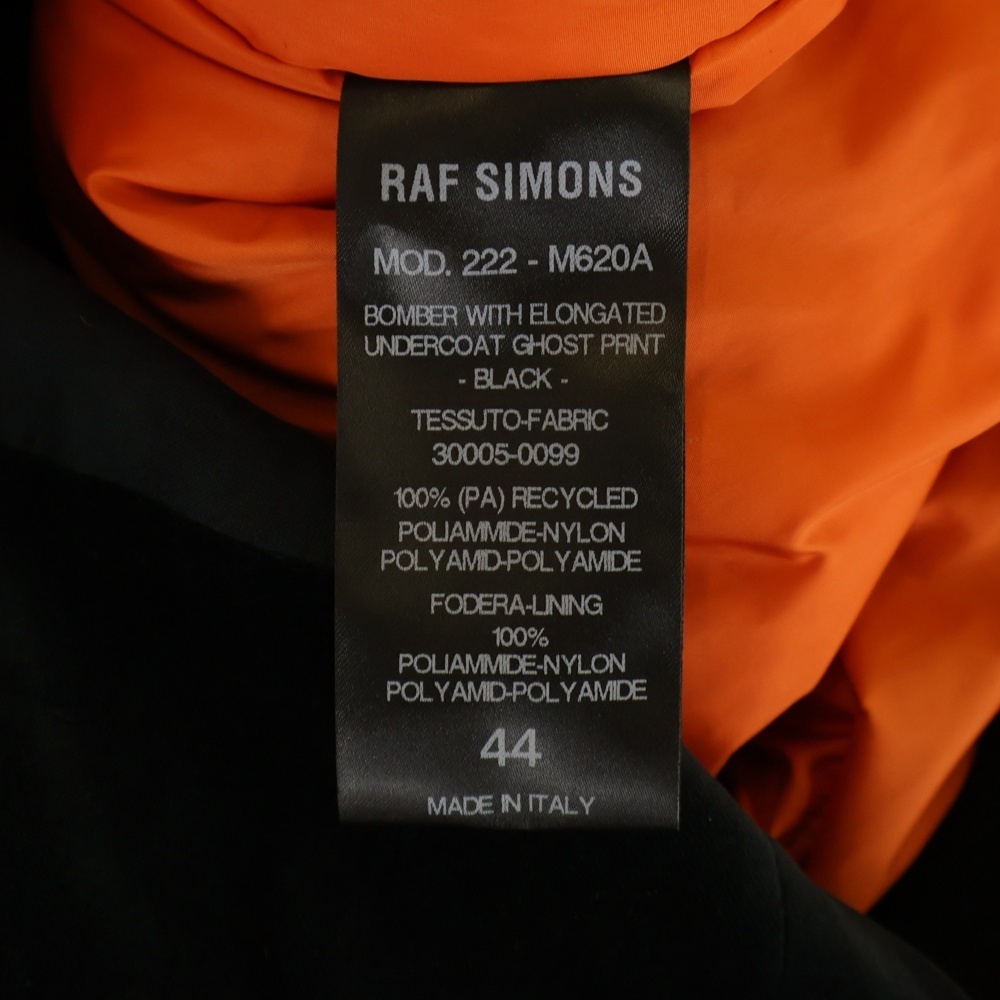 RAF SIMONS
MOD. 222 - M620A
BOMBER WITH ELONGATED
UNDERCOAT GHOST PRINT
- BLACK -
TESSUTO-FABRIC
30005-0099
100% (PA) RECYCLED
POLIAMMIDE-NYLON
POLYAMID-POLYAMIDE
FODERA-LINING
100%
POLIAMMIDE-NYLON
POLYAMID-POLYAMIDE
44
MADE IN ITALY